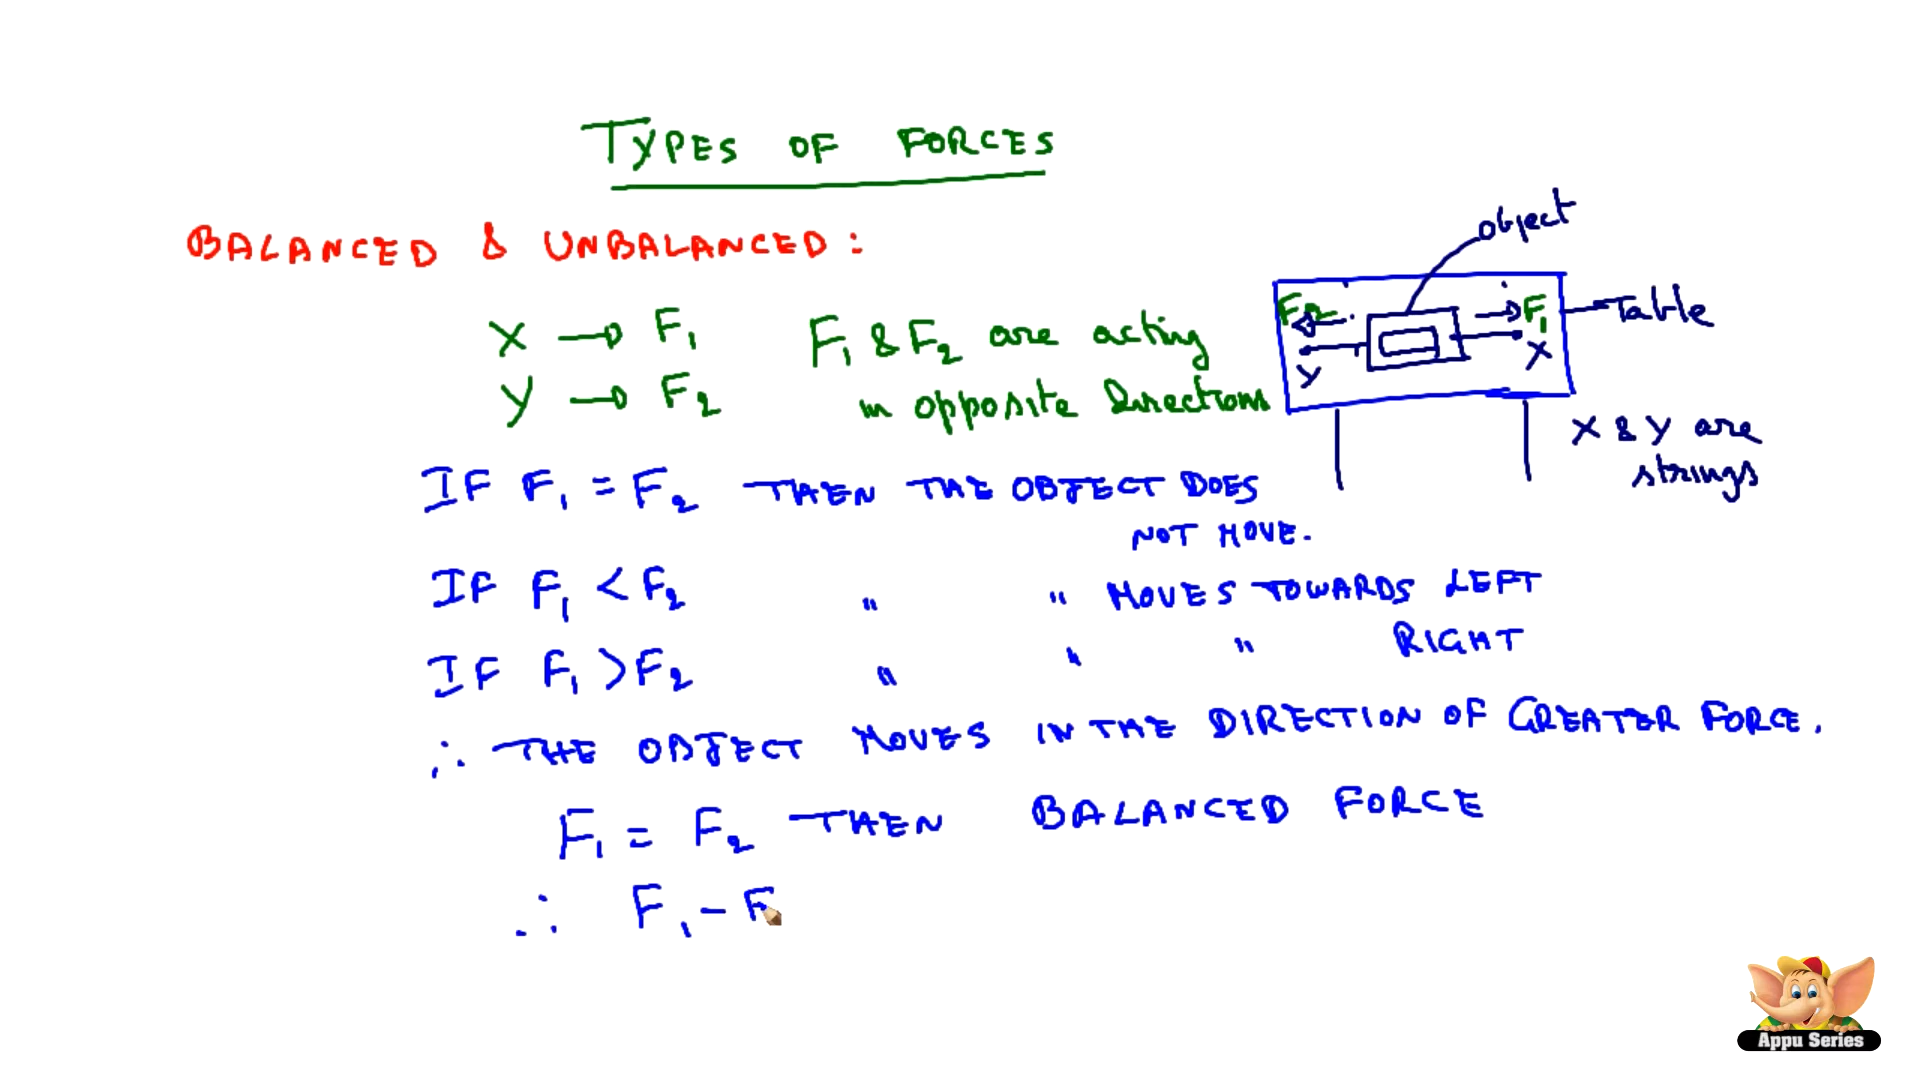 TYPES OF FORCES
BALANCED & UNBALANCED :
X → F1
Y → F2
F1 & F2 are acting
in opposite Directions
object
Table
F2
F1
Y
X
X & Y are
strings
IF F1 = F2 THEN THE OBJECT DOES
NOT MOVE.
IF F1 < F2 " " MOVES TOWARDS LEFT
IF F1 > F2 " " " RIGHT
∴ THE OBJECT MOVES IN THE DIRECTION OF GREATER FORCE.
F1 = F2 THEN BALANCED FORCE
∴ F1 - F
Appu Series